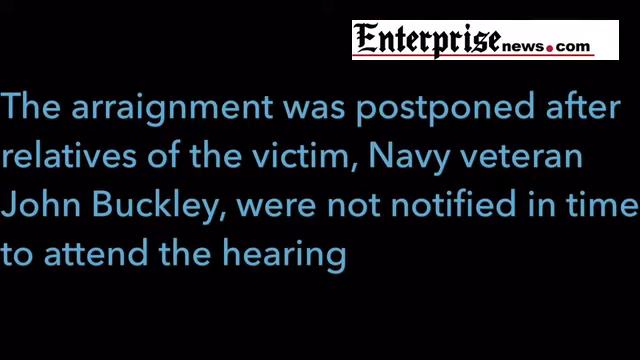 Enterprisenews.com
The arraignment was postponed after
relatives of the victim, Navy veteran
John Buckley, were not notified in time
to attend the hearing